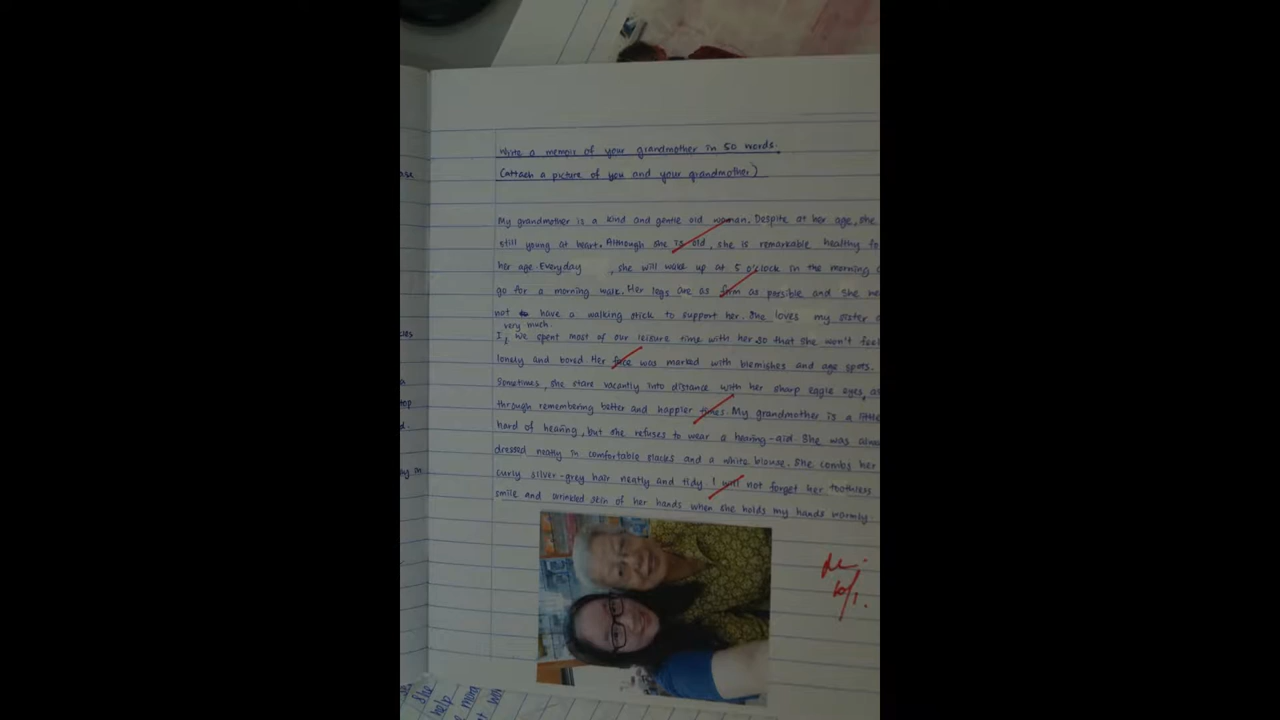 Write a memoir of your grandmother in 50 words.
(attach a picture of you and your grandmother)
My grandmother is a kind and gentle old woman. Despite at her age, she
still young at heart. Although she is old, she is remarkable healthy
her age. Everyday , she will wake up at 5 o'clock in the morning
go for a morning walk. Her legs are as firm as possible and she
not have a walking stick to support her. She loves my sister
very much.
I, we spent most of our leisure time with her so that she won't feel
lonely and bored Her face was marked with blemishes and age spots.
Sometimes, she stare vacantly into distance with her sharp eagle eyes, as
through remembering better and happier times. My grandmother is a little
hard of hearing, but she refuses to wear a hearing-aid. She was
dressed neatly in comfortable slacks and a white blouse. She combs her
curly silver-grey hair neatly and tidy I will not forget her toothless
smile and wrinkled skin of her hands when she holds my hands warmly.
10/1.
she
help